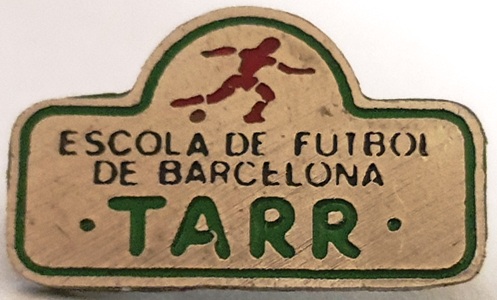 ESCOLA DE FUTBOL
DE BARCELONA
· TARR ·